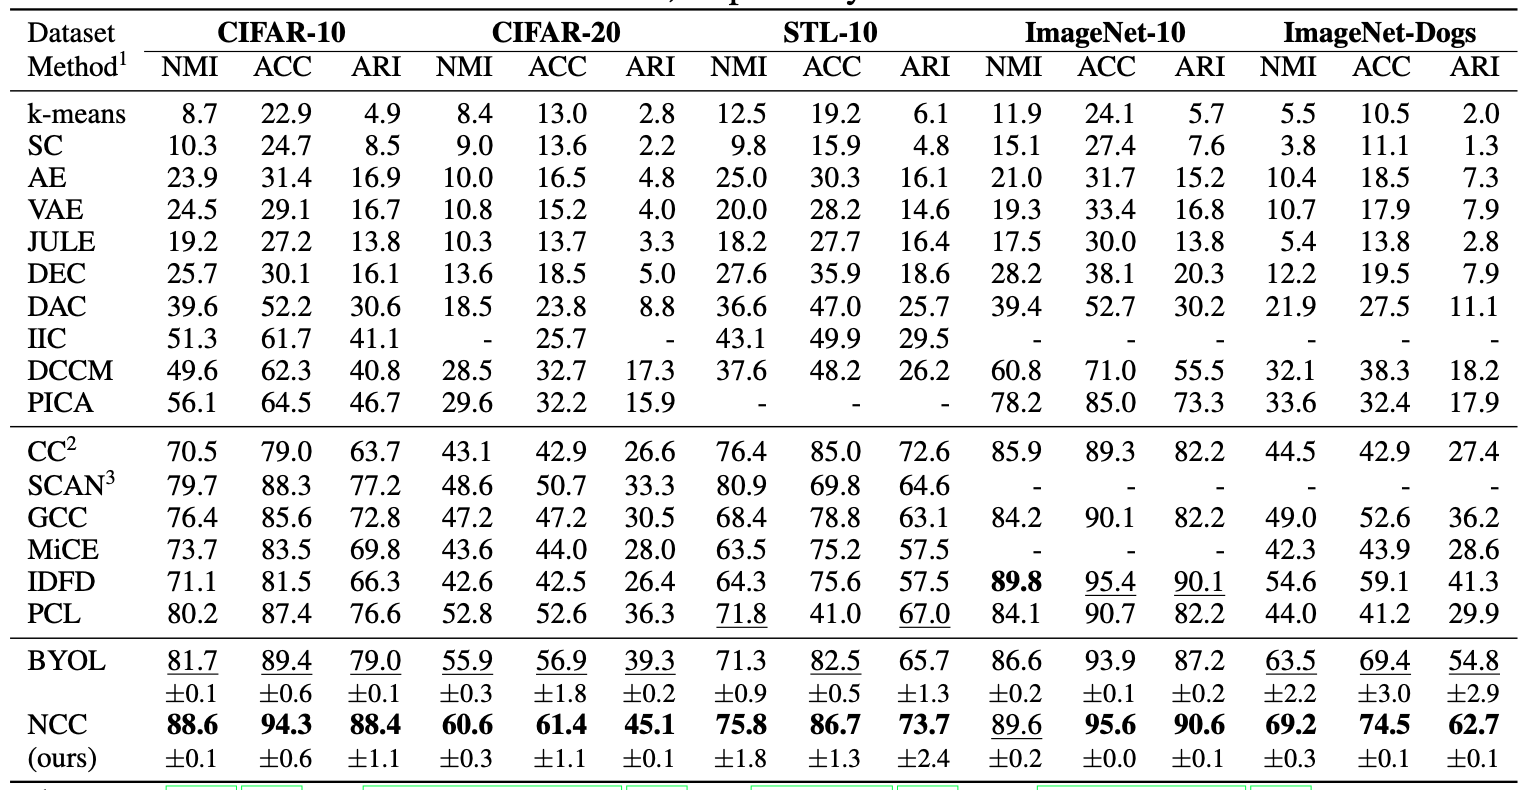 Dataset CIFAR-10 CIFAR-20 STL-10 ImageNet-10 ImageNet-Dogs
Method1 NMI ACC ARI NMI ACC ARI NMI ACC ARI NMI ACC ARI NMI ACC ARI
k-means 8.7 22.9 4.9 8.4 13.0 2.8 12.5 19.2 6.1 11.9 24.1 5.7 5.5 10.5 2.0
SC 10.3 24.7 8.5 9.0 13.6 2.2 9.8 15.9 4.8 15.1 27.4 7.6 3.8 11.1 1.3
AE 23.9 31.4 16.9 10.0 16.5 4.8 25.0 30.3 16.1 21.0 31.7 15.2 10.4 18.5 7.3
VAE 24.5 29.1 16.7 10.8 15.2 4.0 20.0 28.2 14.6 19.3 33.4 16.8 10.7 17.9 7.9
JULE 19.2 27.2 13.8 10.3 13.7 3.3 18.2 27.7 16.4 17.5 30.0 13.8 5.4 13.8 2.8
DEC 25.7 30.1 16.1 13.6 18.5 5.0 27.6 35.9 18.6 28.2 38.1 20.3 12.2 19.5 7.9
DAC 39.6 52.2 30.6 18.5 23.8 8.8 36.6 47.0 25.7 39.4 52.7 30.2 21.9 27.5 11.1
IIC 51.3 61.7 41.1 - 25.7 - 43.1 49.9 29.5 - - - - - -
DCCM 49.6 62.3 40.8 28.5 32.7 17.3 37.6 48.2 26.2 60.8 71.0 55.5 32.1 38.3 18.2
PICA 56.1 64.5 46.7 29.6 32.2 15.9 - - - 78.2 85.0 73.3 33.6 32.4 17.9
CC2 70.5 79.0 63.7 43.1 42.9 26.6 76.4 85.0 72.6 85.9 89.3 82.2 44.5 42.9 27.4
SCAN3 79.7 88.3 77.2 48.6 50.7 33.3 80.9 69.8 64.6 - - - - - -
GCC 76.4 85.6 72.8 47.2 47.2 30.5 68.4 78.8 63.1 84.2 90.1 82.2 49.0 52.6 36.2
MiCE 73.7 83.5 69.8 43.6 44.0 28.0 63.5 75.2 57.5 - - - 42.3 43.9 28.6
IDFD 71.1 81.5 66.3 42.6 42.5 26.4 64.3 75.6 57.5 89.8 95.4 90.1 54.6 59.1 41.3
PCL 80.2 87.4 76.6 52.8 52.6 36.3 71.8 41.0 67.0 84.1 90.7 82.2 44.0 41.2 29.9
BYOL 81.7 89.4 79.0 55.9 56.9 39.3 71.3 82.5 65.7 86.6 93.9 87.2 63.5 69.4 54.8
±0.1 ±0.6 ±0.1 ±0.3 ±1.8 ±0.2 ±0.9 ±0.5 ±1.3 ±0.2 ±0.1 ±0.2 ±2.2 ±3.0 ±2.9
NCC 88.6 94.3 88.4 60.6 61.4 45.1 75.8 86.7 73.7 89.6 95.6 90.6 69.2 74.5 62.7
(ours) ±0.1 ±0.6 ±1.1 ±0.3 ±1.1 ±0.1 ±1.8 ±1.3 ±2.4 ±0.2 ±0.0 ±0.1 ±0.3 ±0.1 ±0.1